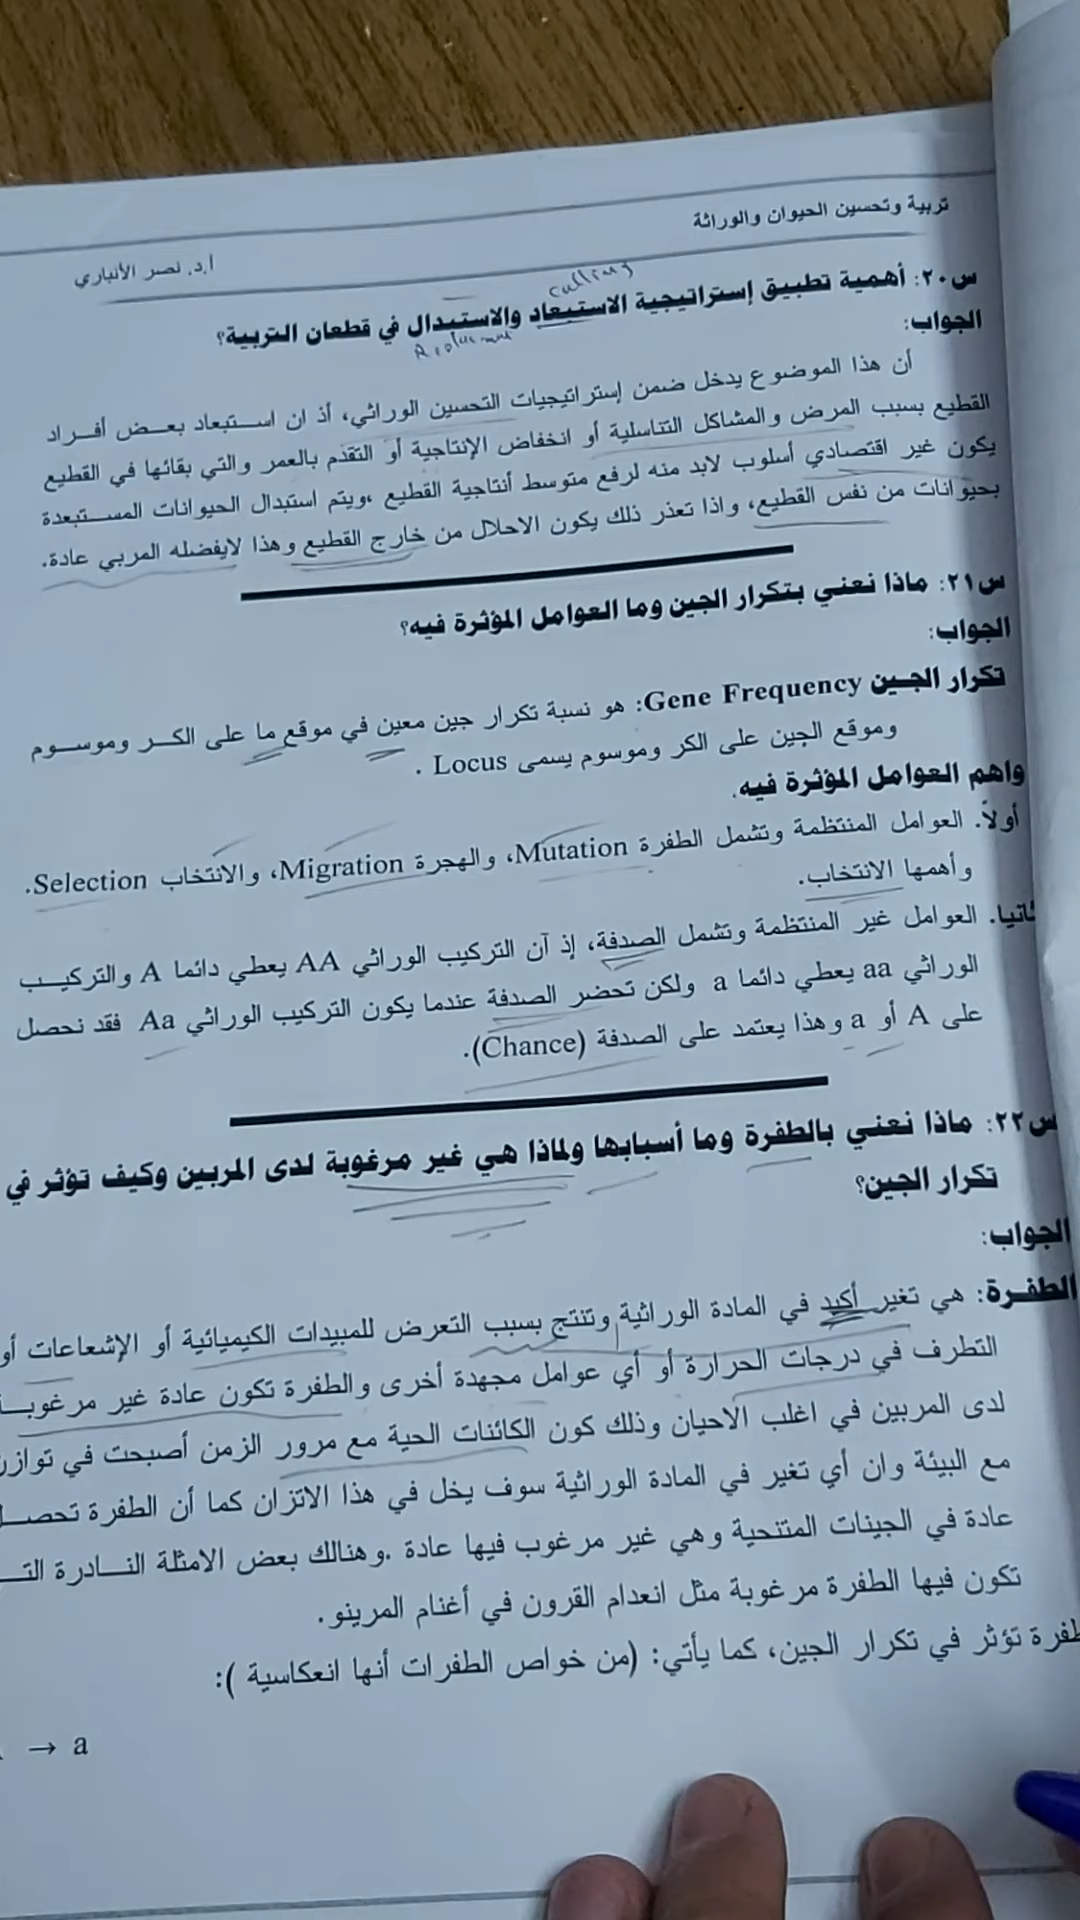 تربية وتحسين الحيوان والوراثة
أ.د. نصر الأنباري
culling
س٢٠: أهمية تطبيق إستراتيجية الاستبعاد والاستبدال في قطعان التربية؟
الجواب:
أن هذا الموضوع يدخل ضمن إستراتيجيات التحسين الوراثي، أذ ان استبعاد بعض أفراد
القطيع بسبب المرض والمشاكل التناسلية أو انخفاض الإنتاجية أو التقدم بالعمر والتي بقائها في القطيع
يكون غير اقتصادي أسلوب لابد منه لرفع متوسط أنتاجية القطيع ،ويتم استبدال الحيوانات المستبعدة
بحيوانات من نفس القطيع، واذا تعذر ذلك يكون الاحلال من خارج القطيع وهذا لايفضله المربي عادة.
س٢١: ماذا نعني بتكرار الجين وما العوامل المؤثرة فيه؟
الجواب:
تكرار الجين Gene Frequency: هو نسبة تكرار جين معين في موقع ما على الكر وموسوم
وموقع الجين على الكر وموسوم يسمى Locus .
واهم العوامل المؤثرة فيه.
أولاً. العوامل المنتظمة وتشمل الطفرة Mutation، والهجرة Migration، والانتخاب Selection.
وأهمها الانتخاب.
ثانيا. العوامل غير المنتظمة وتشمل الصدفة، إذ آن التركيب الوراثي AA يعطي دائما A والتركيب
الوراثي aa يعطي دائما a ولكن تحضر الصدفة عندما يكون التركيب الوراثي Aa فقد نحصل
على A أو a وهذا يعتمد على الصدفة (Chance).
س٢٢: ماذا نعني بالطفرة وما أسبابها ولماذا هي غير مرغوبة لدى المربين وكيف تؤثر في
تكرار الجين؟
الجواب:
الطفرة: هي تغير أكيد في المادة الوراثية وتنتج بسبب التعرض للمبيدات الكيميائية أو الإشعاعات أو
التطرف في درجات الحرارة أو أي عوامل مجهدة أخرى والطفرة تكون عادة غير مرغوبـ
لدى المربين في اغلب الاحيان وذلك كون الكائنات الحية مع مرور الزمن أصبحت في توازن
مع البيئة وان أي تغير في المادة الوراثية سوف يخل في هذا الاتزان كما أن الطفرة تحصل
عادة في الجينات المتنحية وهي غير مرغوب فيها عادة .وهنالك بعض الامثلة النادرة التـ
تكون فيها الطفرة مرغوبة مثل انعدام القرون في أغنام المرينو.
طفرة تؤثر في تكرار الجين، كما يأتي: (من خواص الطفرات أنها انعكاسية ):
→ a